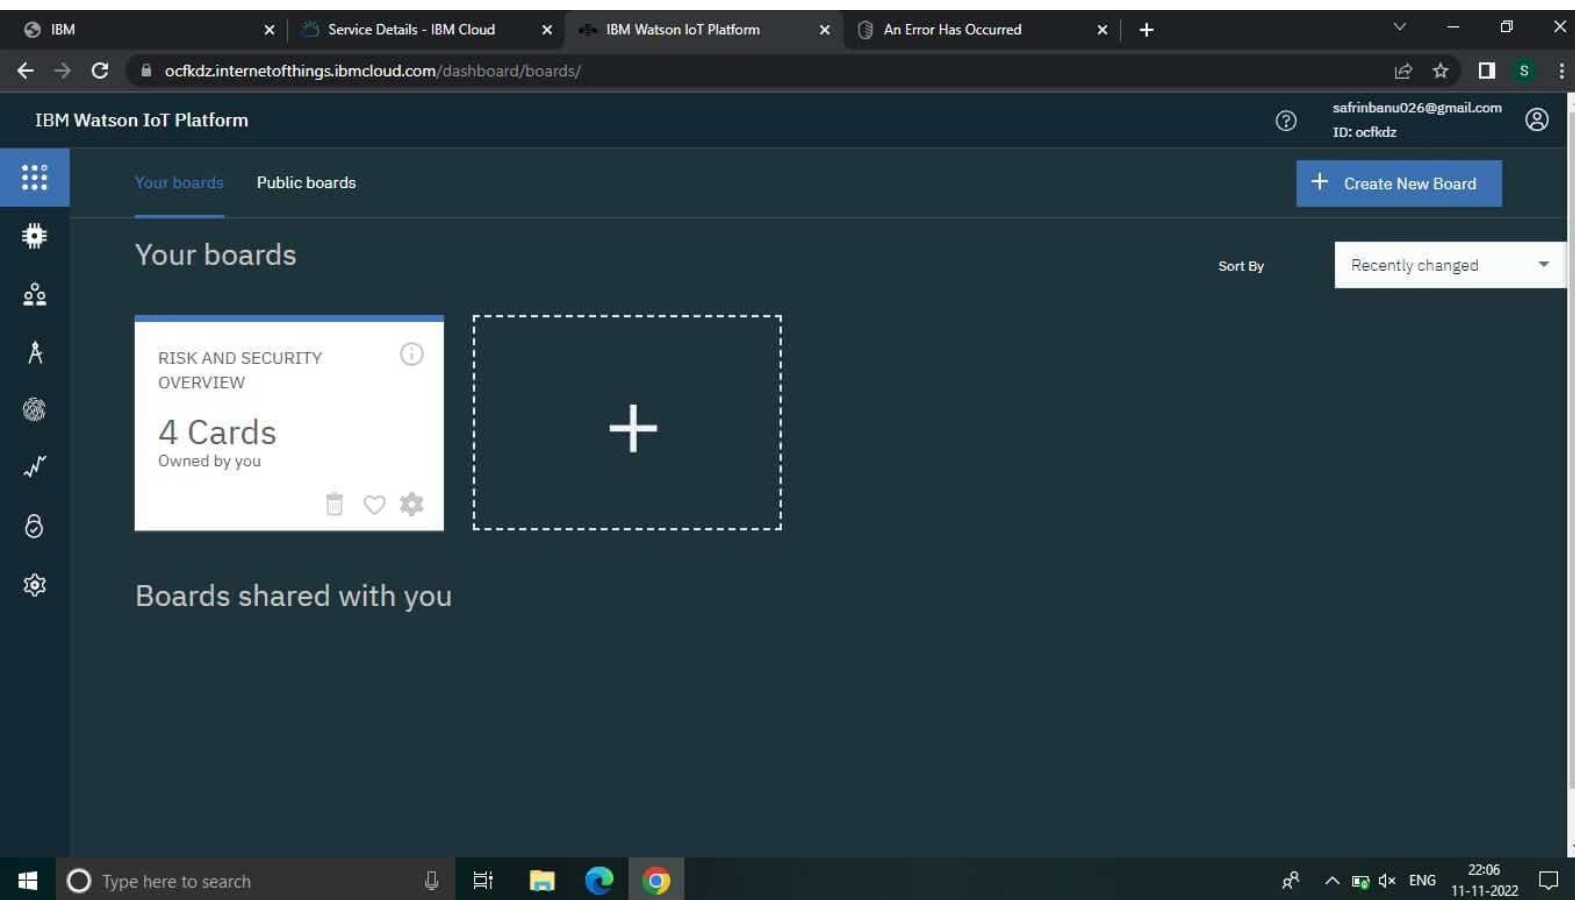 IBM
Service Details - IBM Cloud
IBM Watson IoT Platform
An Error Has Occurred
ocfkdz.internetofthings.ibmcloud.com/dashboard/boards/
S
IBM Watson IoT Platform
safrinbanu026@gmail.com
ID: ocfkdz
Your boards
Public boards
Create New Board
Your boards
Sort By
Recently changed
RISK AND SECURITY
OVERVIEW
4 Cards
Owned by you
Boards shared with you
Type here to search
ENG
22:06
11-11-2022